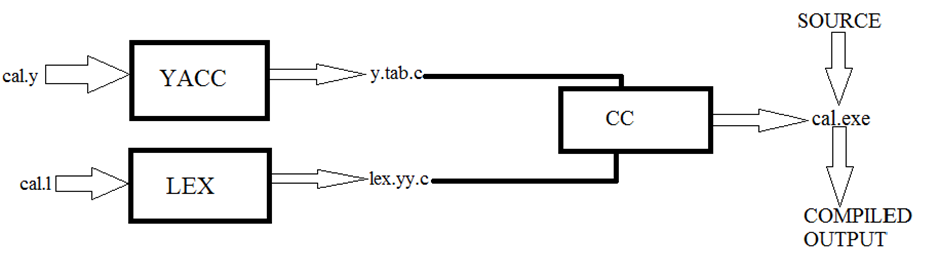 SOURCE
cal.y
YACC
y.tab.c
CC
cal.exe
cal.l
LEX
lex.yy.c
COMPILED
OUTPUT